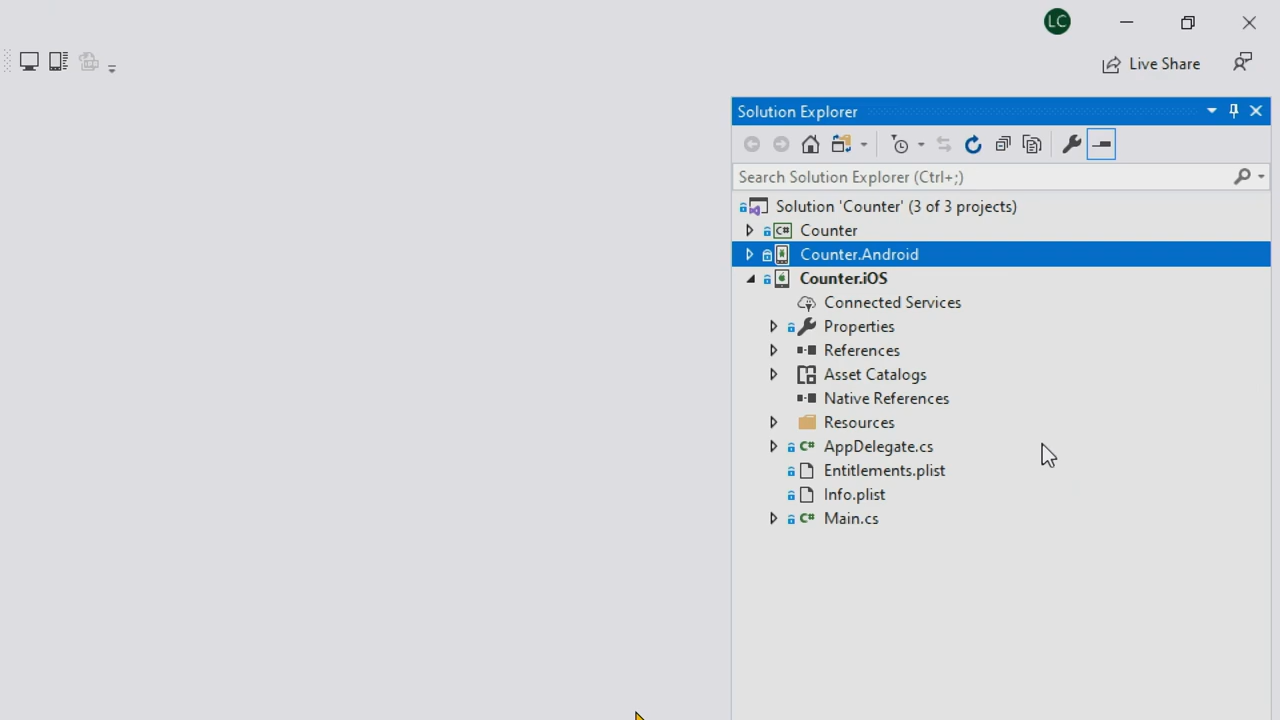 LC
Live Share
Solution Explorer
Search Solution Explorer (Ctrl+;)
Solution 'Counter' (3 of 3 projects)
C# Counter
Counter.Android
Counter.iOS
Connected Services
Properties
References
Asset Catalogs
Native References
Resources
C# AppDelegate.cs
Entitlements.plist
Info.plist
C# Main.cs